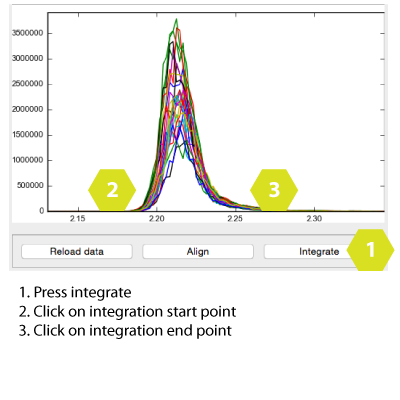 3500000
3000000
2500000
2000000
1500000
1000000
500000
0
2 3
2.15 2.20 2.25 2.30
Reload data Align Integrate 1
1. Press integrate
2. Click on integration start point
3. Click on integration end point